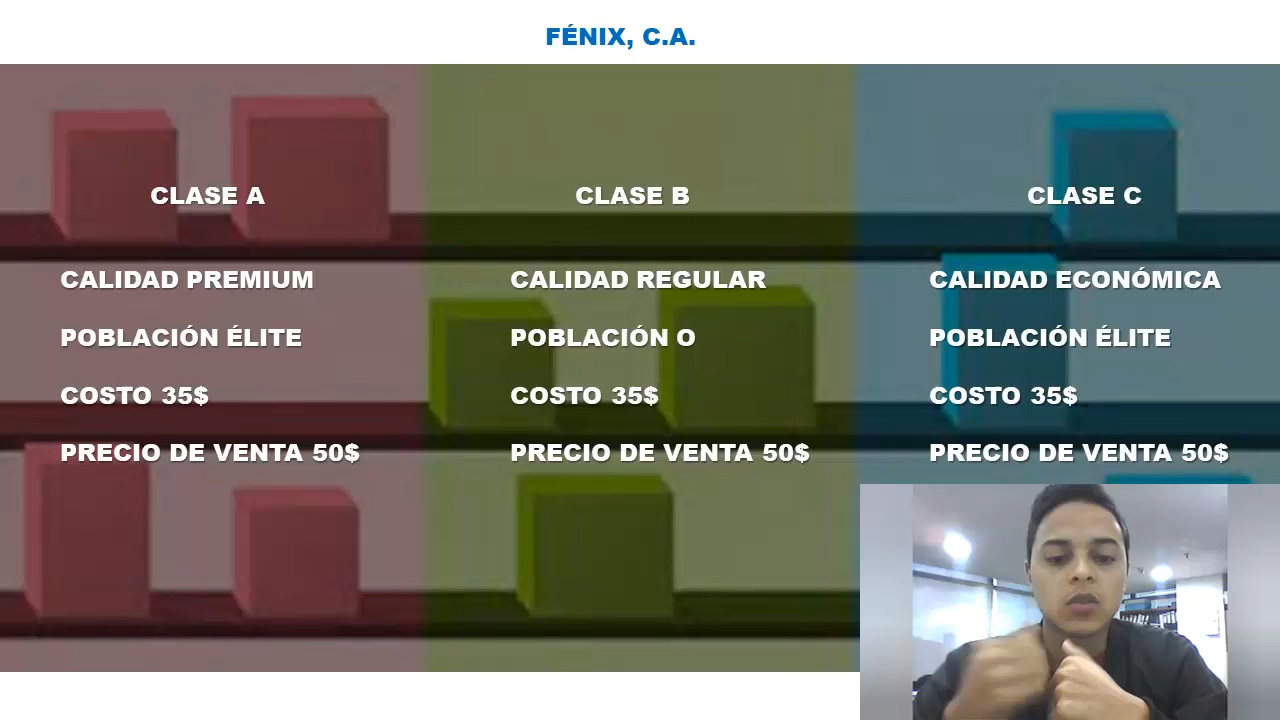 FÉNIX, C.A.
CLASE A
CALIDAD PREMIUM
POBLACIÓN ÉLITE
COSTO 35$
PRECIO DE VENTA 50$
CLASE B
CALIDAD REGULAR
POBLACIÓN O
COSTO 35$
PRECIO DE VENTA 50$
CLASE C
CALIDAD ECONÓMICA
POBLACIÓN ÉLITE
COSTO 35$
PRECIO DE VENTA 50$